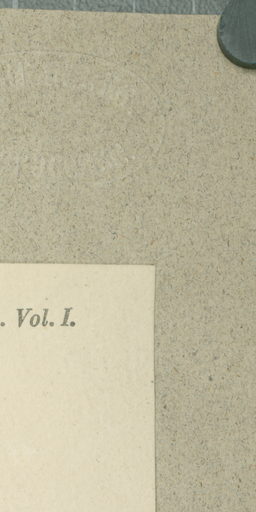 . Vol. I.